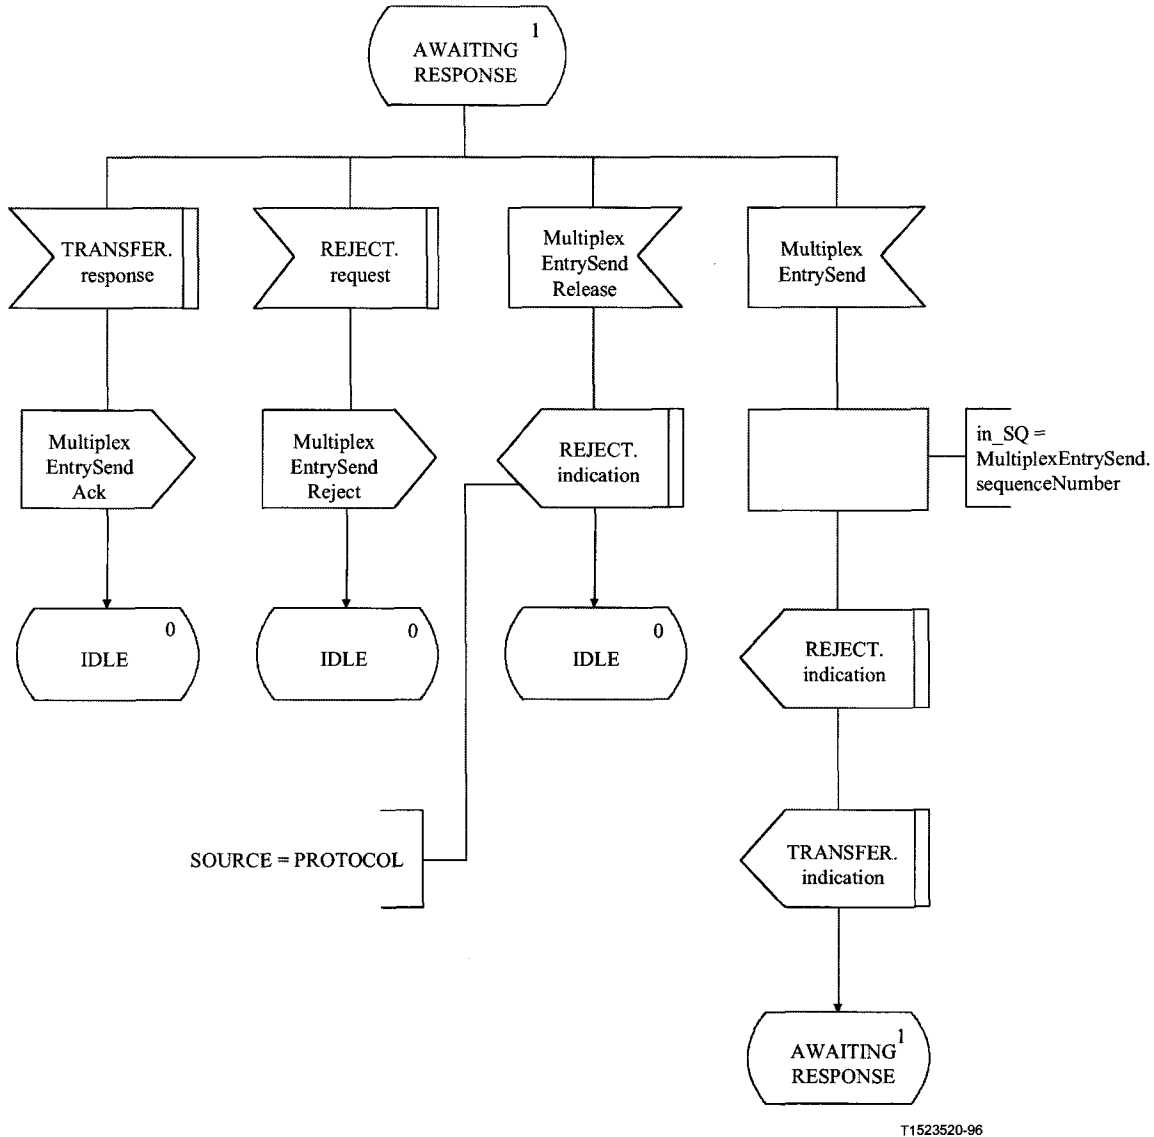 1
AWAITING
RESPONSE
TRANSFER.
response
REJECT.
request
Multiplex
EntrySend
Release
Multiplex
EntrySend
Multiplex
EntrySend
Ack
Multiplex
EntrySend
Reject
REJECT.
indication
in_SQ =
MultiplexEntrySend.
sequenceNumber
0
IDLE
0
IDLE
0
IDLE
REJECT.
indication
SOURCE = PROTOCOL
TRANSFER.
indication
1
AWAITING
RESPONSE
T1523520-96